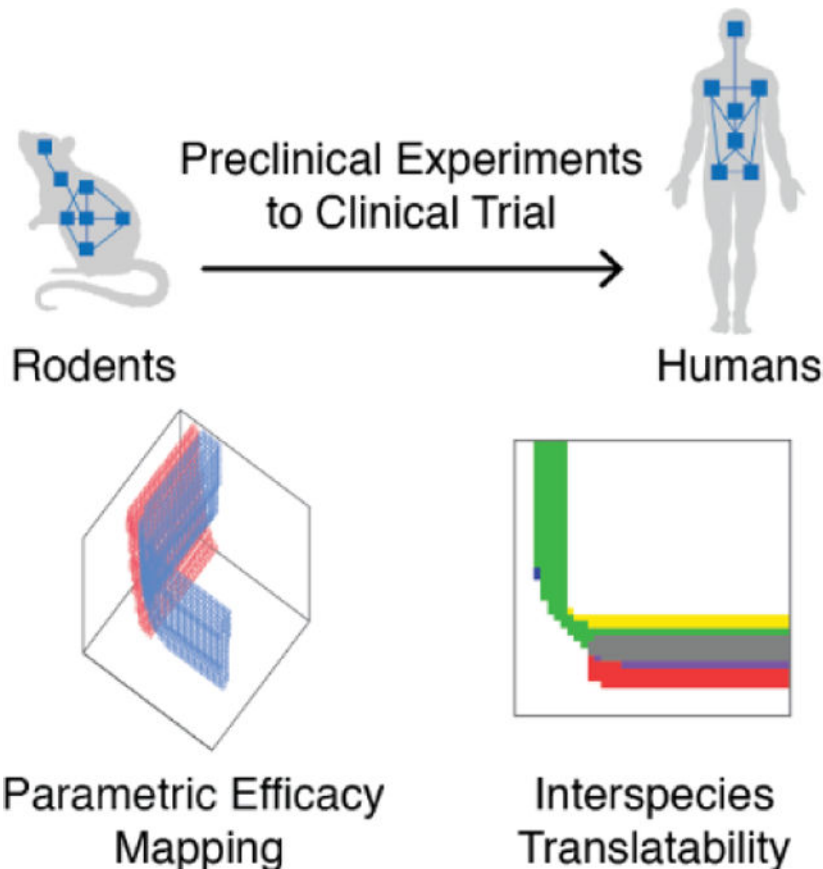 Preclinical Experiments
to Clinical Trial
Rodents
Humans
Parametric Efficacy
Mapping
Interspecies
Translatability